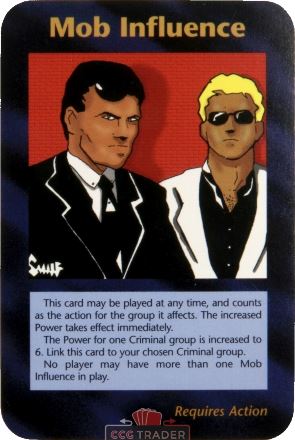 Mob Influence
This card may be played at any time, and counts
as the action for the group it affects. The increased
Power takes effect immediately.
The Power for one Criminal group is increased to
6. Link this card to your chosen Criminal group.
No player may have more than one Mob
Influence in play.
Requires Action
CCG TRADER